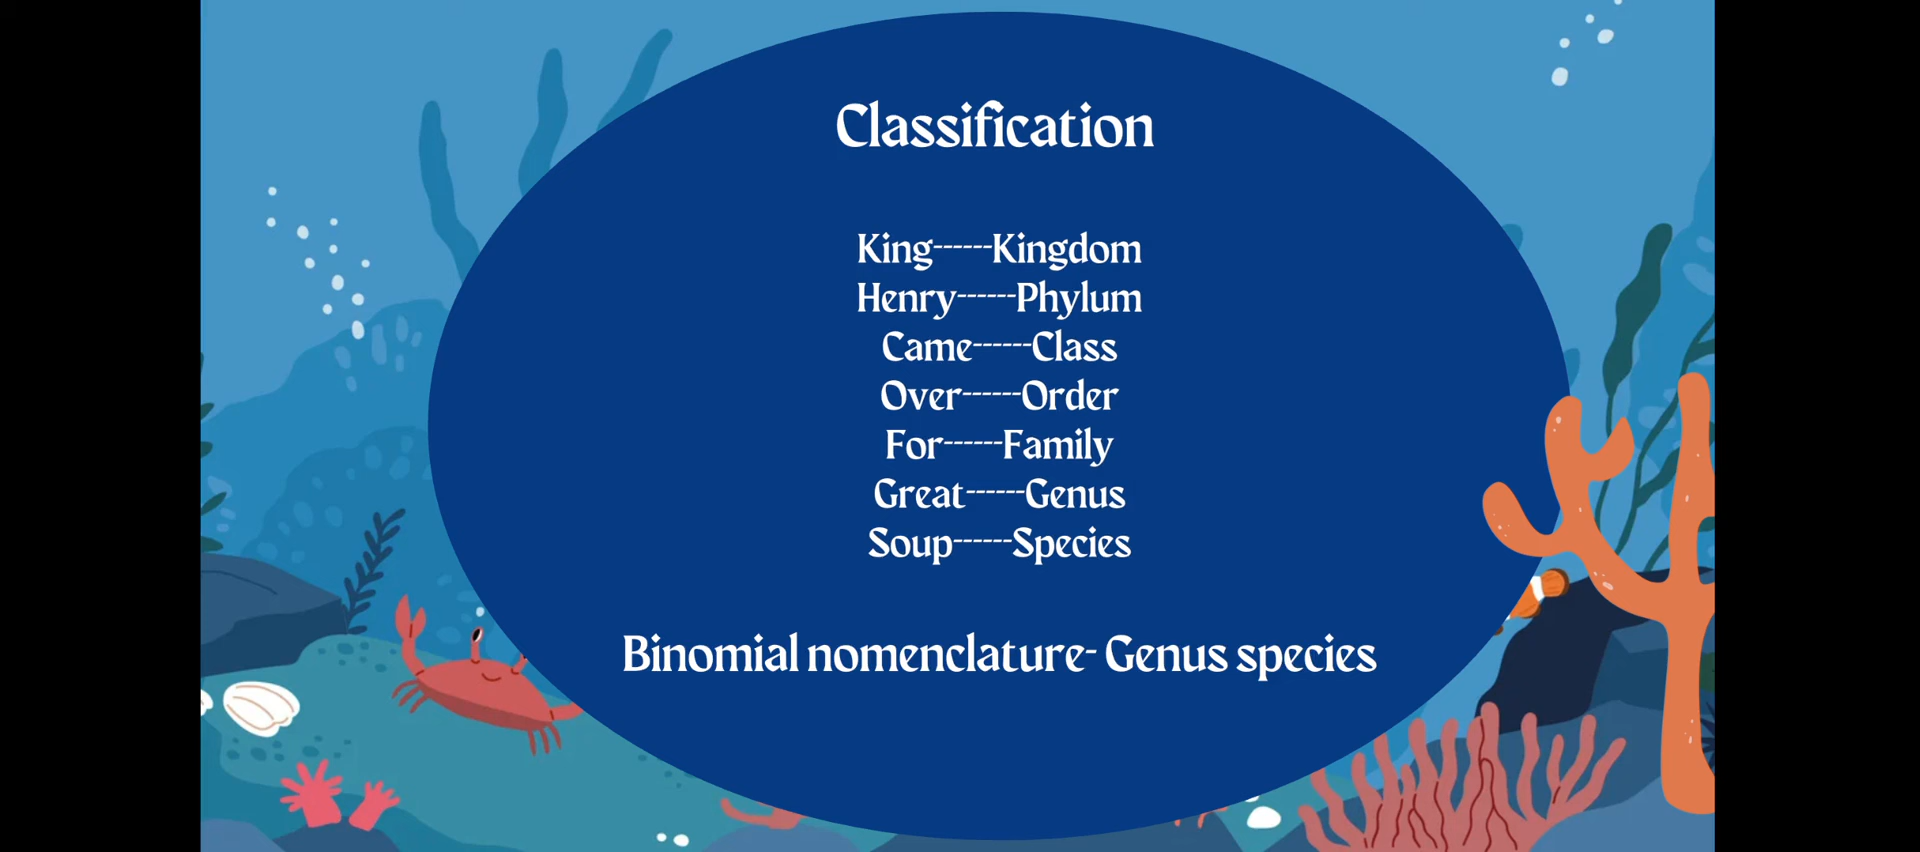 Classification
King------Kingdom
Henry------Phylum
Came------Class
Over------Order
For------Family
Great------Genus
Soup------Species
Binomial nomenclature- Genus species